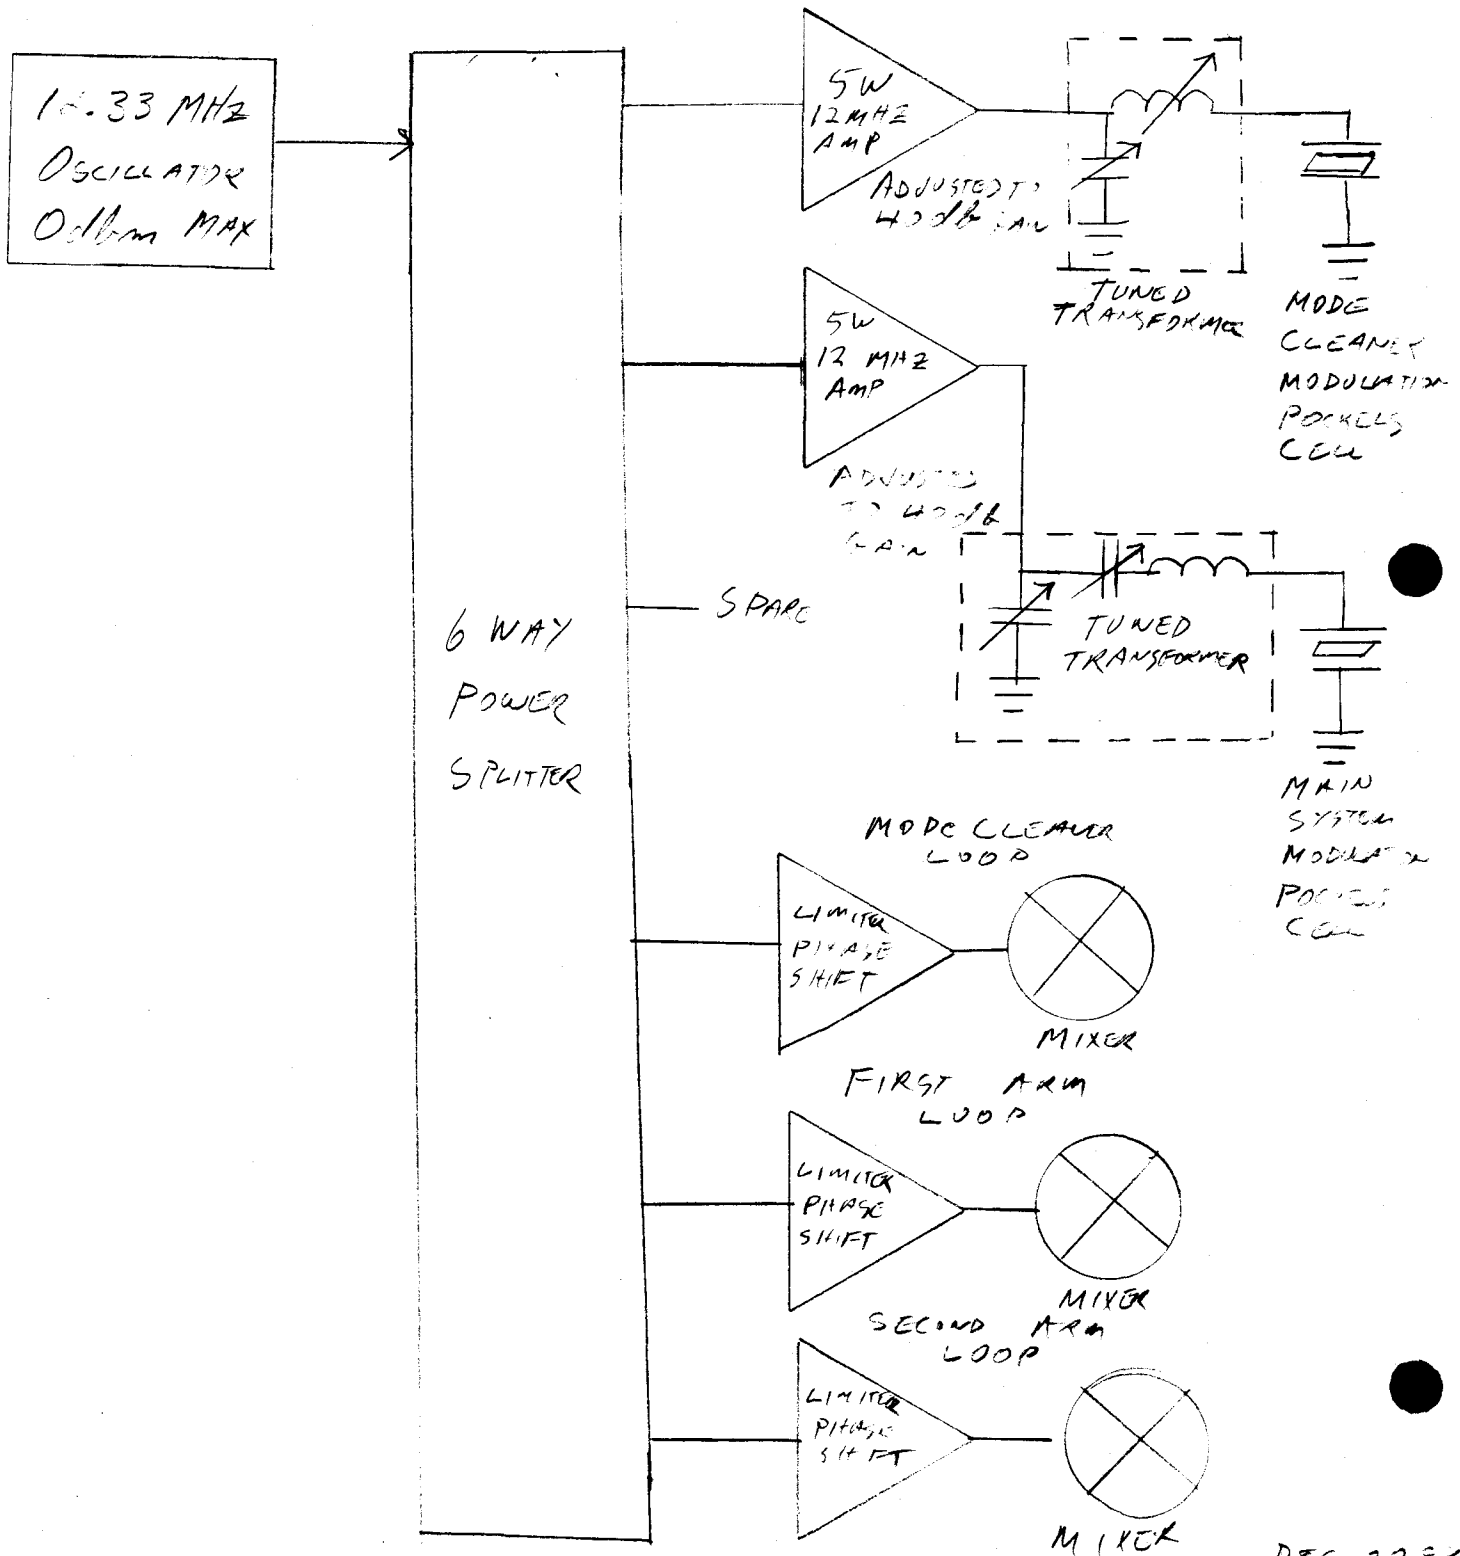 12.33 MHz
OSCILLATOR
0dbm MAX
6 WAY
POWER
SPLITTER
5W
12MHZ
AMP
ADJUSTED TO
40db GAIN
TUNED
TRANSFORMER
MODE
CLEANER
MODULATION
POCKELS
CELL
5W
12 MHZ
AMP
ADJUSTED
TO 40db
GAIN
TUNED
TRANSFORMER
MAIN
SYSTEM
MODULATION
POCKELS
CELL
SPARE
MODE CLEANER
LOOP
LIMITER
PHASE
SHIFT
MIXER
FIRST ARM
LOOP
LIMITER
PHASE
SHIFT
MIXER
SECOND ARM
LOOP
LIMITER
PHASE
SHIFT
MIXER